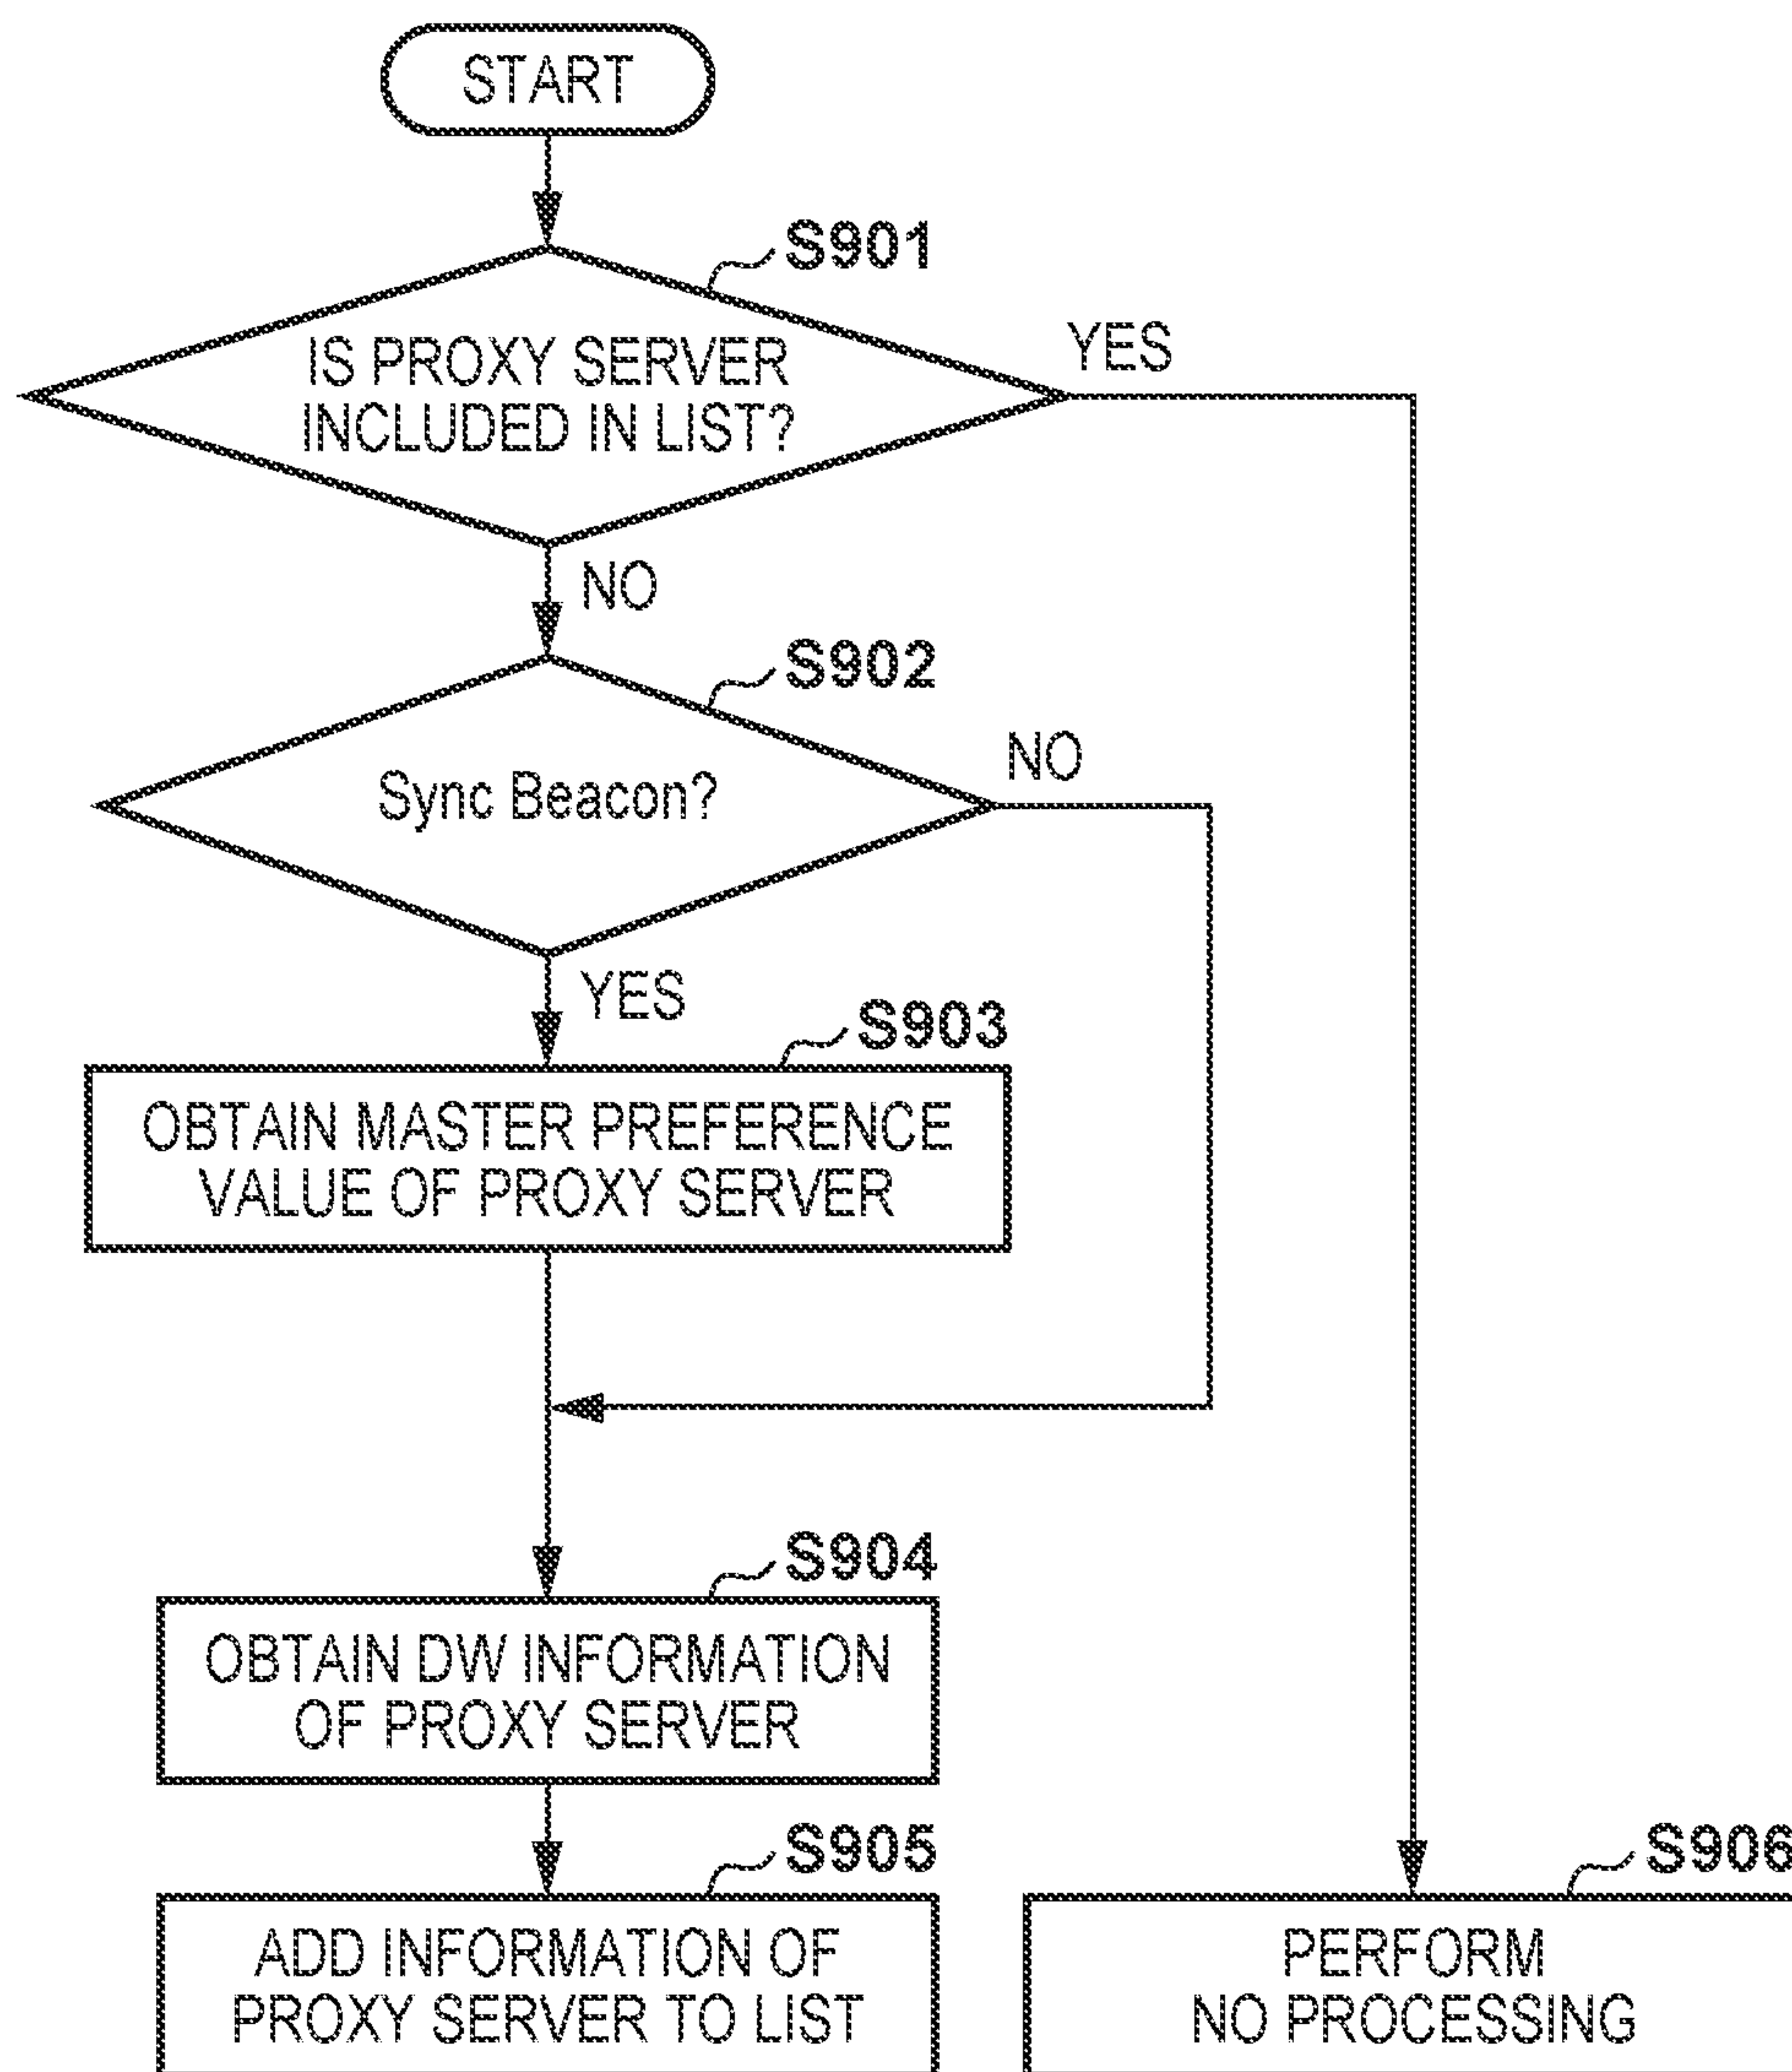 START
S901
IS PROXY SERVER
INCLUDED IN LIST?
YES
NO
S902
Sync Beacon?
NO
YES
S903
OBTAIN MASTER PREFERENCE
VALUE OF PROXY SERVER
S904
OBTAIN DW INFORMATION
OF PROXY SERVER
S905
ADD INFORMATION OF
PROXY SERVER TO LIST
S906
PERFORM
NO PROCESSING